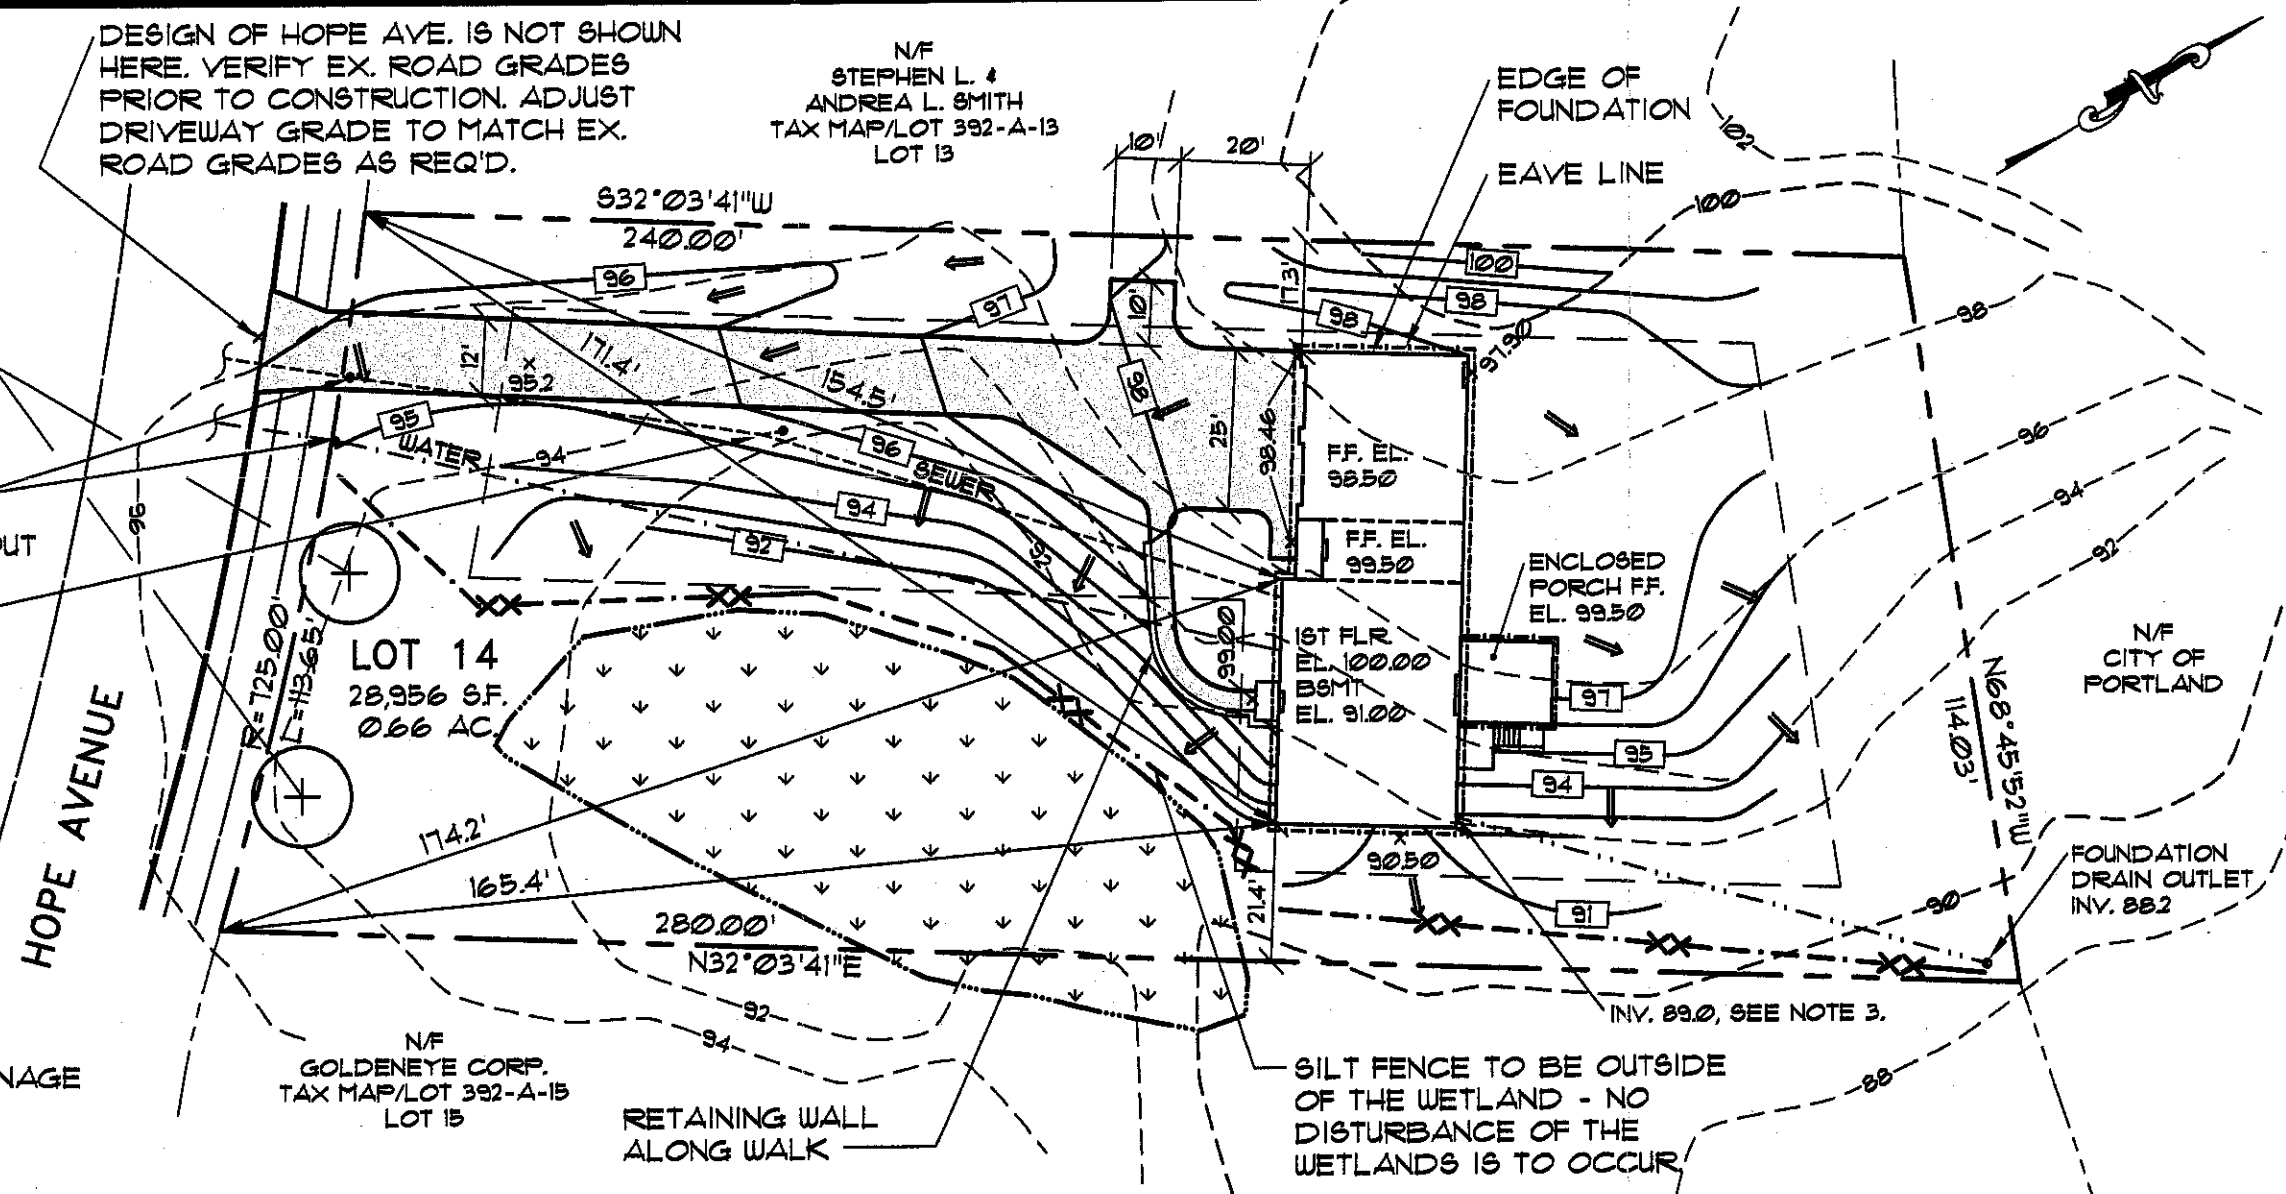 DESIGN OF HOPE AVE. IS NOT SHOWN
HERE. VERIFY EX. ROAD GRADES
PRIOR TO CONSTRUCTION. ADJUST
DRIVEWAY GRADE TO MATCH EX.
ROAD GRADES AS REQ'D.
N/F
STEPHEN L. &
ANDREA L. SMITH
TAX MAP/LOT 392-A-13
LOT 13
EDGE OF
FOUNDATION
EAVE LINE
10'
20'
102
100
S32°03'41"W
240.00'
96
97
10'
17.3'
100
98
98
97.90
98
12'
171.4'
95.2
154.5'
98
25'
98.46
95
WATER
94
96
SEWER
94
92
92
96
F.F. EL.
98.50
F.F. EL.
99.50
ENCLOSED
PORCH F.F.
EL. 99.50
96
94
92
OUT
1ST FLR.
EL. 100.00
BSMT
EL. 91.00
99.00
97
95
94
N/F
CITY OF
PORTLAND
N68°45'52"W
114.03'
LOT 14
28,956 S.F.
0.66 AC.
R=725.00'
L=113.65'
HOPE AVENUE
174.2'
165.4'
280.00'
N32°03'41"E
90.50
21.4'
91
90
FOUNDATION
DRAIN OUTLET
INV. 88.2
INV. 89.0, SEE NOTE 3.
92
94
88
N/F
GOLDENEYE CORP.
TAX MAP/LOT 392-A-15
LOT 15
NAGE
RETAINING WALL
ALONG WALK
SILT FENCE TO BE OUTSIDE
OF THE WETLAND - NO
DISTURBANCE OF THE
WETLANDS IS TO OCCUR